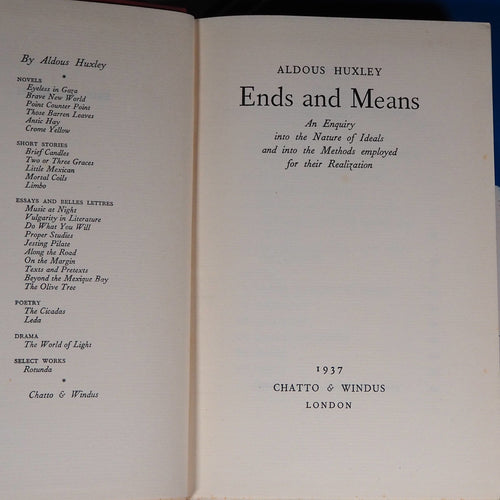 By Aldous Huxley
*
NOVELS
Eyeless in Gaza
Brave New World
Point Counter Point
Those Barren Leaves
Antic Hay
Crome Yellow
SHORT STORIES
Brief Candles
Two or Three Graces
Little Mexican
Mortal Coils
Limbo
ESSAYS AND BELLES LETTRES
Music at Night
Vulgarity in Literature
Do What You Will
Proper Studies
Jesting Pilate
Along the Road
On the Margin
Texts and Pretexts
Beyond the Mexique Bay
The Olive Tree
POETRY
The Cicadas
Leda
DRAMA
The World of Light
SELECT WORKS
Rotunda
*
Chatto & Windus
ALDOUS HUXLEY
Ends and Means
An Enquiry
into the Nature of Ideals
and into the Methods employed
for their Realization
1937
CHATTO & WINDUS
LONDON